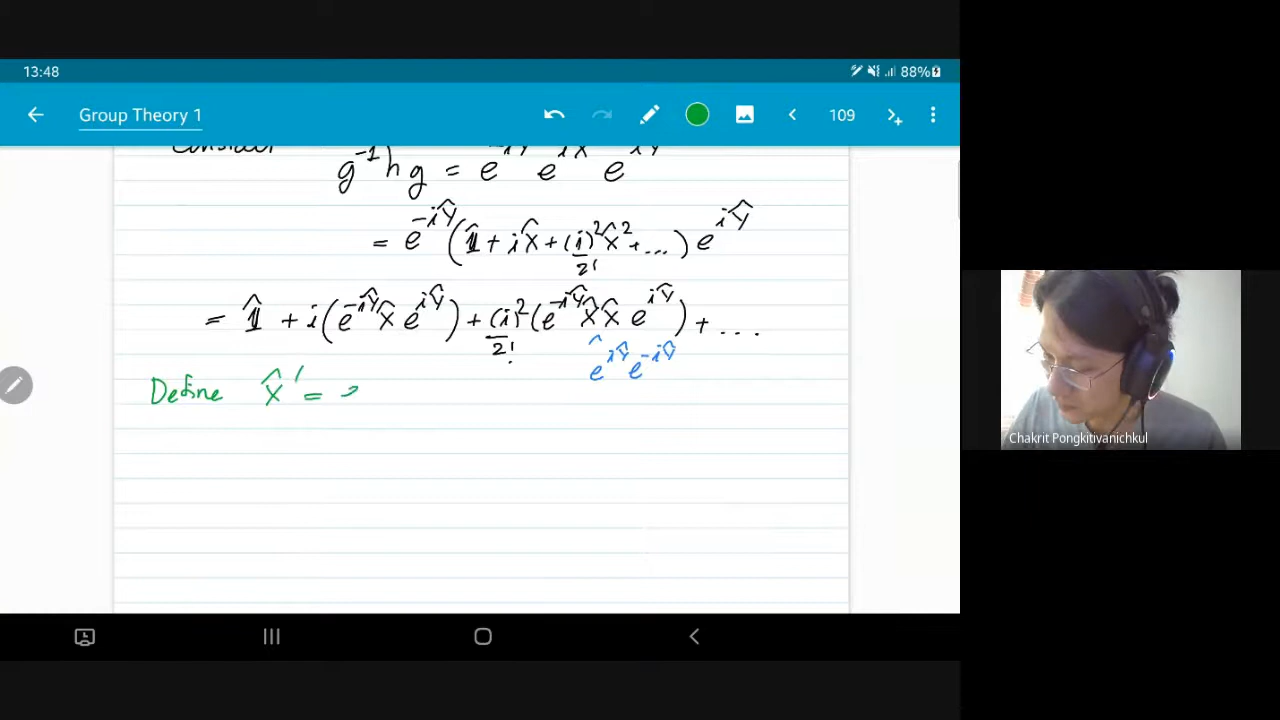 13:48 88%
Group Theory 1 109
Consider
g⁻¹hg = e^{-iŶ} e^{iX̂} e^{iŶ}
= e^{-iŶ}(1̂ + iX̂ + (i)²/2! X̂² + ...) e^{iŶ}
= 1̂ + i(e^{-iŶ}X̂e^{iŶ}) + (i)²/2! (e^{-iŶ}X̂X̂e^{iŶ}) + ...
e^{iŶ}e^{-iŶ}
Define X̂' =
Chakrit Pongkitivanichkul